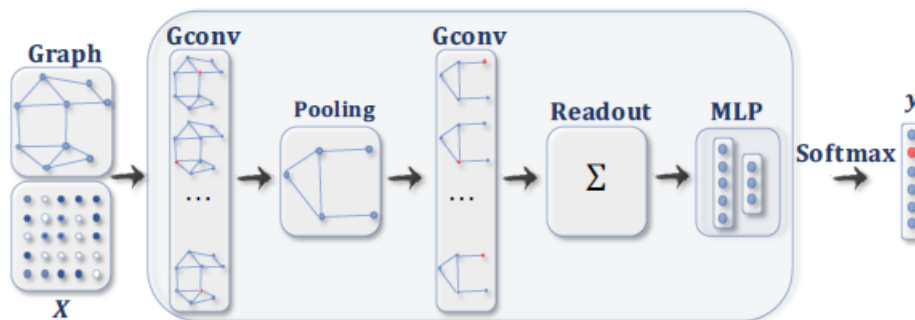 Graph
X
Gconv
...
Pooling
Gconv
...
Readout
Σ
MLP
Softmax
y